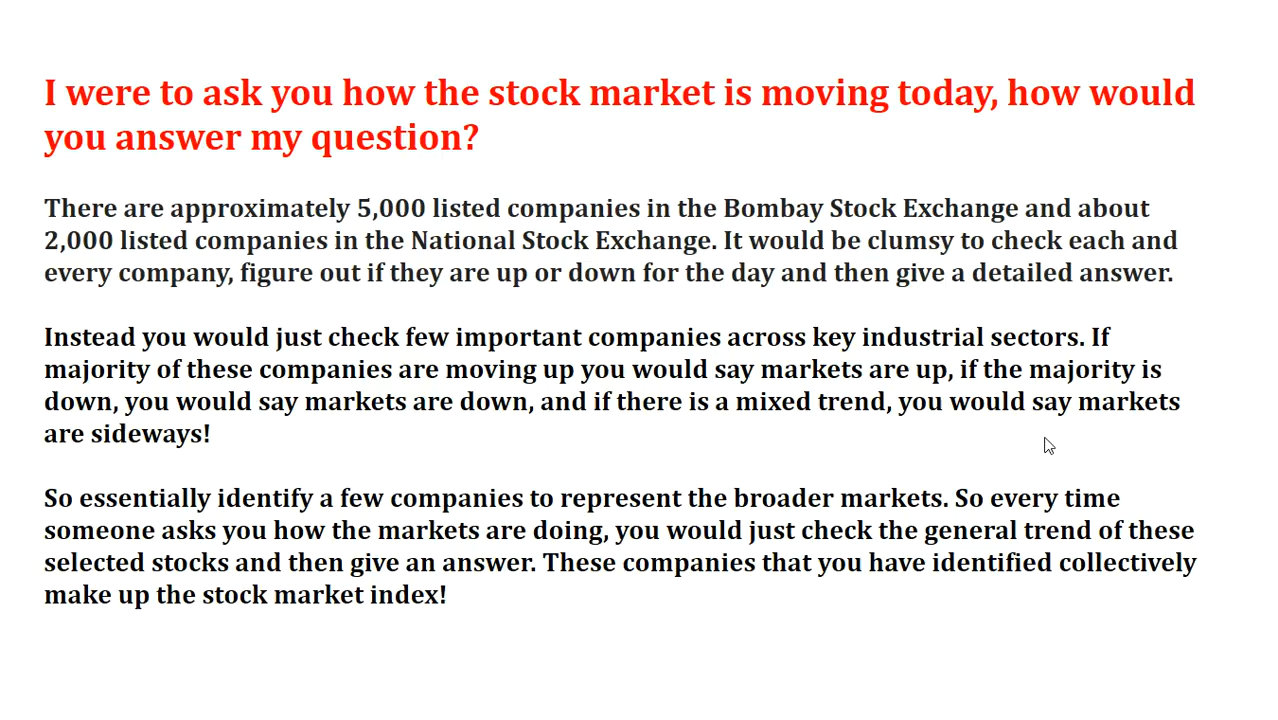 I were to ask you how the stock market is moving today, how would
you answer my question?
There are approximately 5,000 listed companies in the Bombay Stock Exchange and about
2,000 listed companies in the National Stock Exchange. It would be clumsy to check each and
every company, figure out if they are up or down for the day and then give a detailed answer.
Instead you would just check few important companies across key industrial sectors. If
majority of these companies are moving up you would say markets are up, if the majority is
down, you would say markets are down, and if there is a mixed trend, you would say markets
are sideways!
So essentially identify a few companies to represent the broader markets. So every time
someone asks you how the markets are doing, you would just check the general trend of these
selected stocks and then give an answer. These companies that you have identified collectively
make up the stock market index!